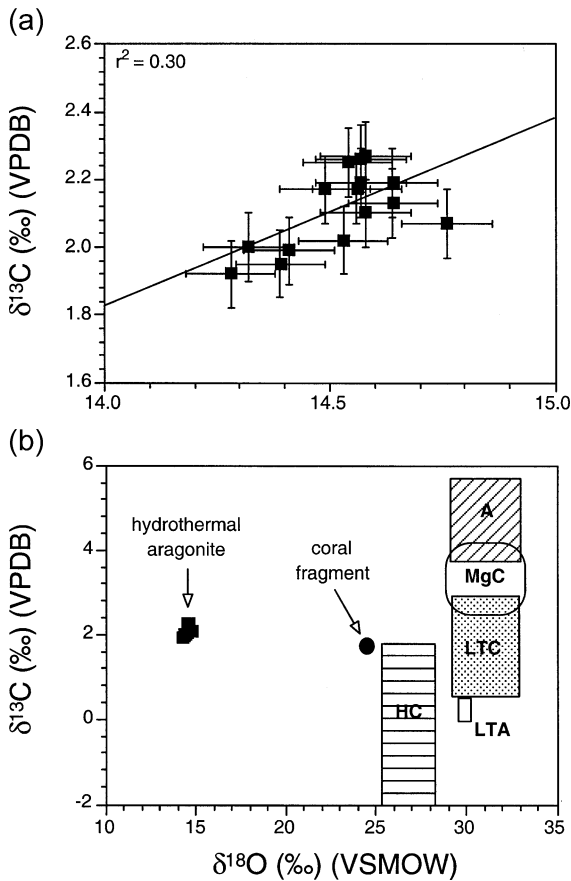 (a)
r² = 0.30
2.6
2.4
2.2
2.0
1.8
1.6
δ¹³C (‰) (VPDB)
14.0
14.5
15.0
(b)
6
4
2
0
-2
δ¹³C (‰) (VPDB)
hydrothermal
aragonite
coral
fragment
A
MgC
LTC
HC
LTA
10
15
20
25
30
35
δ¹⁸O (‰) (VSMOW)